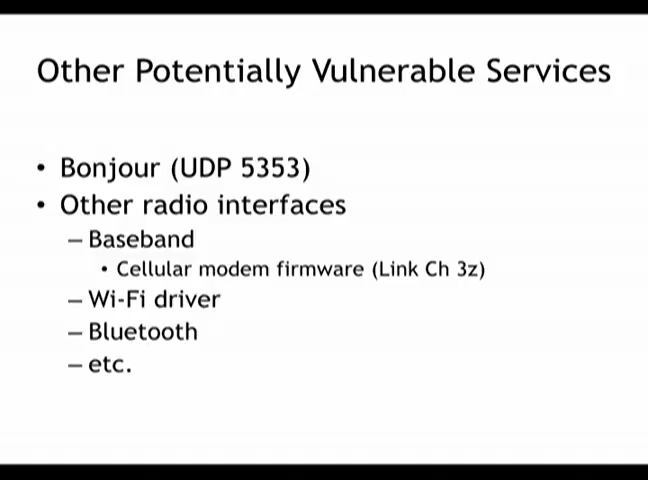 Other Potentially Vulnerable Services
• Bonjour (UDP 5353)
• Other radio interfaces
– Baseband
• Cellular modem firmware (Link Ch 3z)
– Wi-Fi driver
– Bluetooth
– etc.